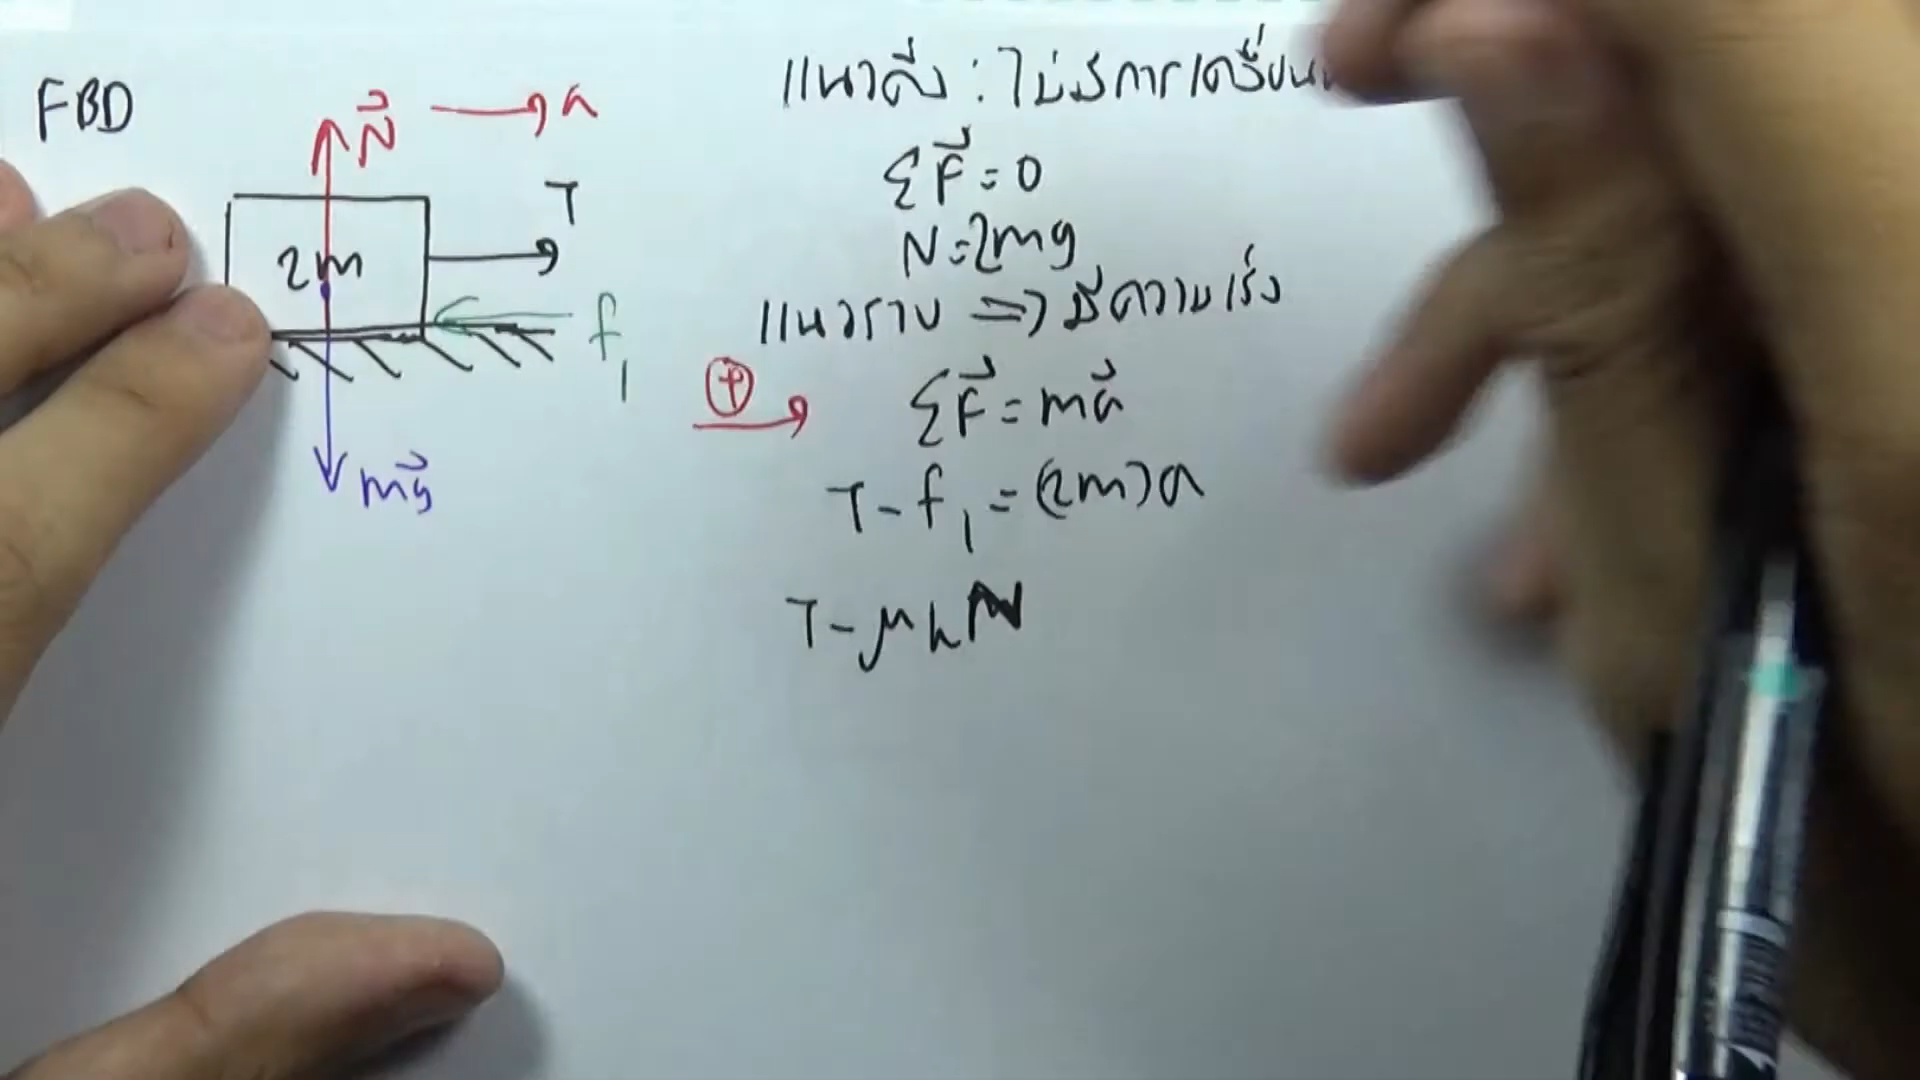 FBD
N⃗
a
T
2m
f₁
mg⃗
แนวดิ่ง : ไม่มีการเคลื่อน
ΣF⃗ = 0
N = 2mg
แนวราบ ⇒ มีความเร่ง
⊕→
ΣF⃗ = ma⃗
T - f₁ = (2m)a
T - μₖN